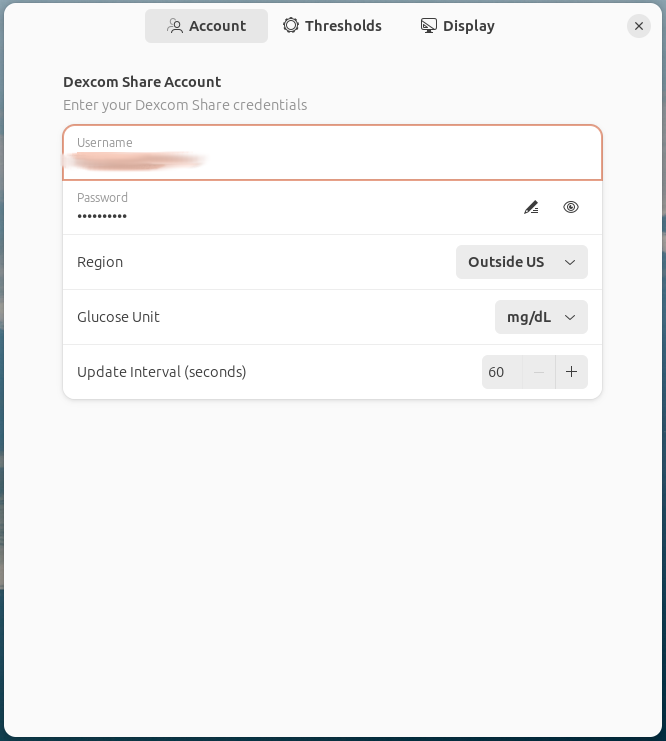 Account
Thresholds
Display
Dexcom Share Account
Enter your Dexcom Share credentials
Username
Password
••••••••••
Region
Outside US
Glucose Unit
mg/dL
Update Interval (seconds)
60